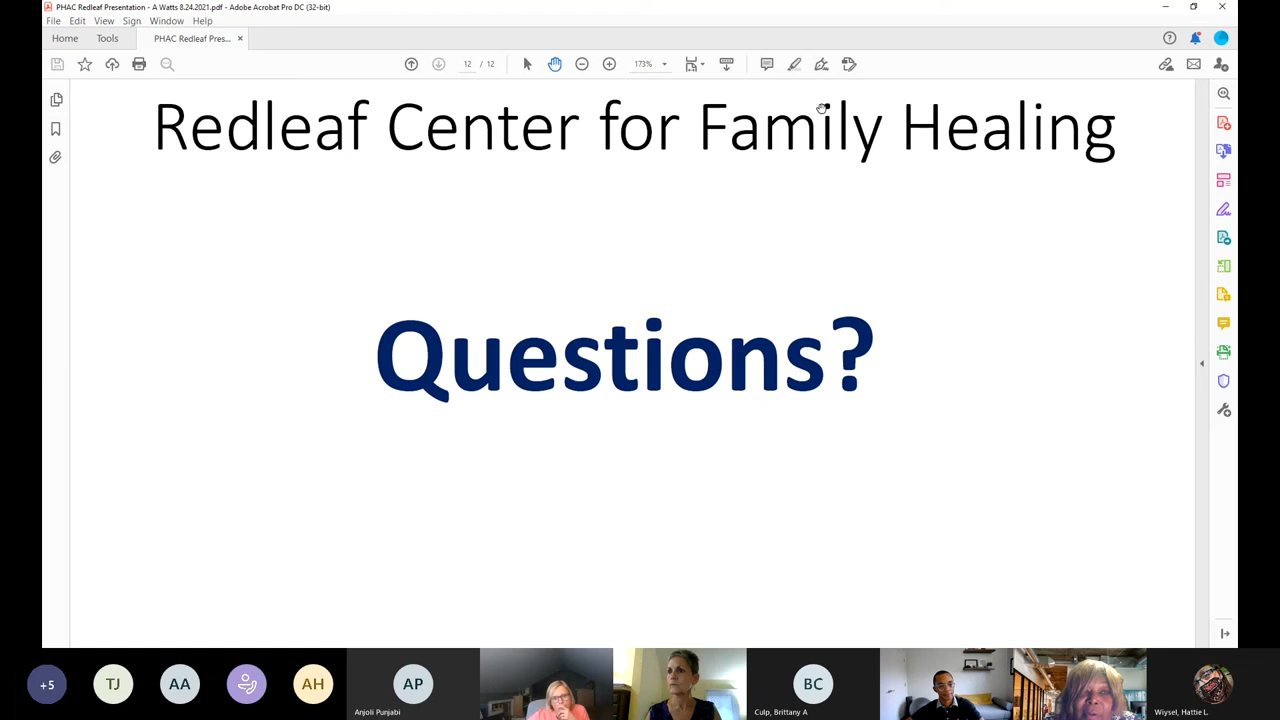 PHAC Redleaf Presentation - A Watts 8.24.2021.pdf - Adobe Acrobat Pro DC (32-bit)
File Edit View Sign Window Help
Home Tools PHAC Redleaf Pres... ×
12 / 12 173%
Redleaf Center for Family Healing
Questions?
+5 TJ AA AH AP BC
Anjoli Punjabi Culp, Brittany A Wiysel, Hattie L.